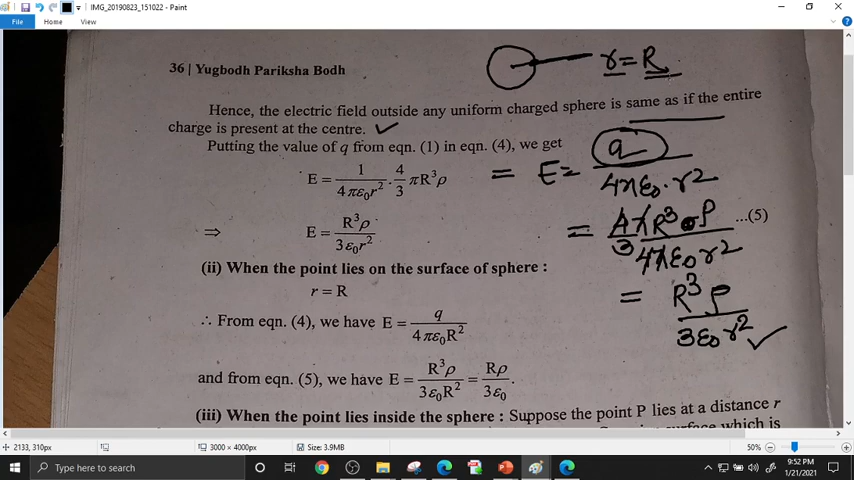 IMG_20190823_151022 - Paint
File Home View
36 | Yugbodh Pariksha Bodh
r = R
Hence, the electric field outside any uniform charged sphere is same as if the entire
charge is present at the centre. ✓
Putting the value of q from eqn. (1) in eqn. (4), we get
E = 1/(4πε₀r²) · 4/3 πR³ρ
= E = q/(4πε₀·r²)
⇒ E = R³ρ/(3ε₀r²) ...(5)
= 4πR³ρ/(3 4πε₀r²)
(ii) When the point lies on the surface of sphere :
r = R
= R³ρ/(3ε₀r²) ✓
∴ From eqn. (4), we have E = q/(4πε₀R²)
and from eqn. (5), we have E = R³ρ/(3ε₀R²) = Rρ/(3ε₀).
(iii) When the point lies inside the sphere : Suppose the point P lies at a distance r
surface which is
2133, 310px 3000 × 4000px Size: 3.9MB 50%
Type here to search
9:52 PM
1/21/2021